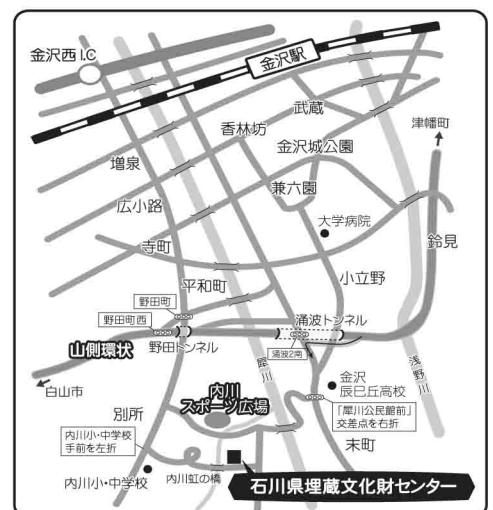 金沢西I.C
金沢駅
武蔵
香林坊
津幡町
金沢城公園
増泉
兼六園
広小路
大学病院
鈴見
寺町
小立野
平和町
野田町
野田町西
涌波トンネル
山側環状
野田トンネル
涌波2南
犀川
浅野川
白山市
金沢
辰巳丘高校
内川
スポーツ広場
別所
「犀川公民館前」
交差点を右折
内川小・中学校
手前を左折
末町
内川小・中学校
内川虹の橋
石川県埋蔵文化財センター